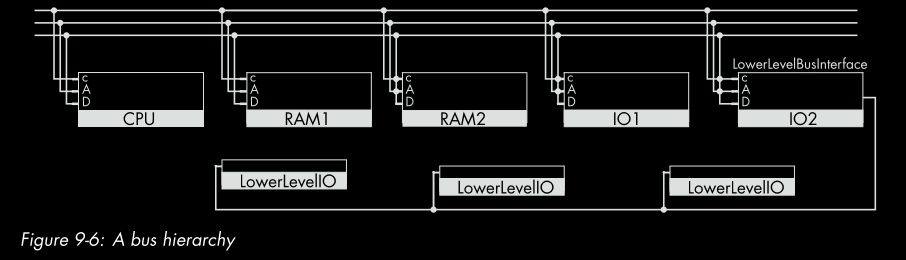 LowerLevelBusInterface
c c c c c
A A A A A
D D D D D
CPU RAM1 RAM2 IO1 IO2
LowerLevelIO LowerLevelIO LowerLevelIO
Figure 9-6: A bus hierarchy